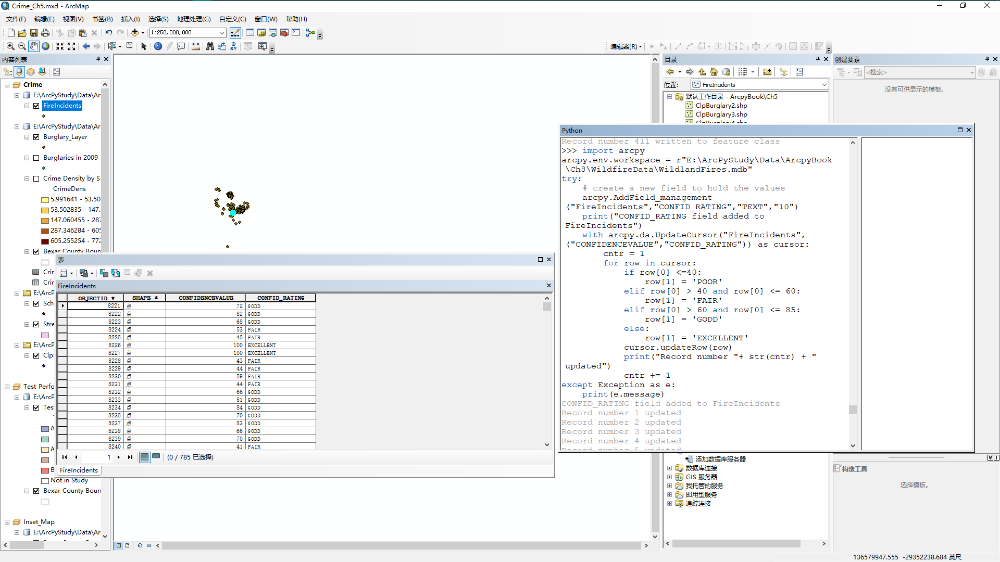 Crime_Ch5.mxd - ArcMap
文件(F) 编辑(E) 视图(V) 书签(B) 插入(I) 选择(S) 地理处理(G) 自定义(C) 窗口(W) 帮助(H)
1:250,000,000
编辑器(R)
内容列表
Crime
E:\ArcPyStudy\Data\Ar
FireIncidents
E:\ArcPyStudy\Data\Ar
Burglary_Layer
Burglaries in 2009
Crime Density by S
CrimeDens
5.991641 - 53.50
53.502835 - 147.
147.060455 - 287
287.346284 - 605
605.255254 - 772
Bexar County Boun
Crin
Crin
E:\ArcP
Sch
Stre
E:\ArcP
Clp
Test_Perfo
E:\ArcP
Tes
A
A
B
Not in Study
Bexar County Boun
Inset_Map
E:\ArcPyStudy\Data\Ar
表
FireIncidents
OBJECTID * SHAPE * CONFIDENCEVALUE CONFID_RATING
8221 点 72 GODD
8222 点 82 GODD
8223 点 68 GODD
8224 点 53 FAIR
8225 点 45 FAIR
8226 点 100 EXCELLENT
8227 点 100 EXCELLENT
8228 点 43 FAIR
8229 点 44 FAIR
8230 点 59 FAIR
8231 点 44 FAIR
8232 点 66 GODD
8233 点 81 GODD
8234 点 84 GODD
8235 点 70 GODD
8237 点 83 GODD
8238 点 66 GODD
8239 点 70 GODD
8240 点 41 FAIR
1 (0 / 785 已选择)
FireIncidents
目录
位置: FireIncidents
默认工作目录 - ArcpyBook\Ch5
ClpBurglary2.shp
ClpBurglary3.shp
ClpBurglary4.shp
Python
Record number 411 written to feature class
>>> import arcpy
arcpy.env.workspace = r"E:\ArcPyStudy\Data\ArcpyBook
\Ch8\WildfireData\WildlandFires.mdb"
try:
# create a new field to hold the values
arcpy.AddField_management
("FireIncidents","CONFID_RATING","TEXT","10")
print("CONFID_RATING field added to
FireIncidents")
with arcpy.da.UpdateCursor("FireIncidents",
("CONFIDENCEVALUE","CONFID_RATING")) as cursor:
cntr = 1
for row in cursor:
if row[0] <=40:
row[1] = 'POOR'
elif row[0] > 40 and row[0] <= 60:
row[1] = 'FAIR'
elif row[0] > 60 and row[0] <= 85:
row[1] = 'GODD'
else:
row[1] = 'EXCELLENT'
cursor.updateRow(row)
print("Record number "+ str(cntr) + "
updated")
cntr += 1
except Exception as e:
print(e.message)
CONFID_RATING field added to FireIncidents
Record number 1 updated
Record number 2 updated
Record number 3 updated
Record number 4 updated
Record number 5 updated
添加数据库服务器
数据库连接
GIS 服务器
我托管的服务
即用型服务
追踪连接
创建要素
<搜索>
没有可供显示的模板。
构造工具
选择模板。
136579947.555 -29352238.684 英尺